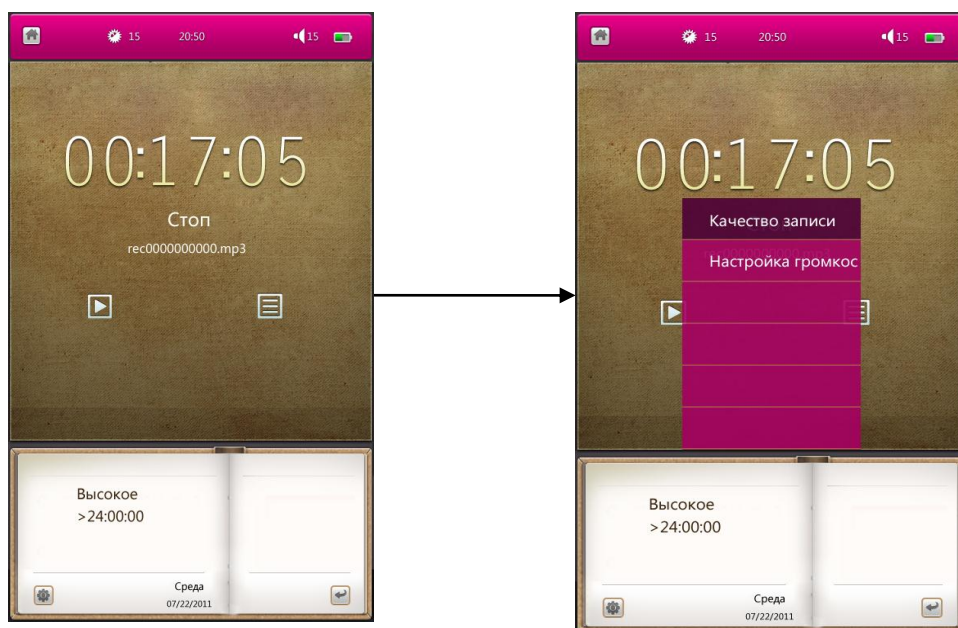 15 20:50 15
00:17:05
Стоп
rec0000000000.mp3
Высокое
>24:00:00
Среда
07/22/2011
15 20:50 15
00:17:05
Качество записи
Настройка громкос
Высокое
>24:00:00
Среда
07/22/2011